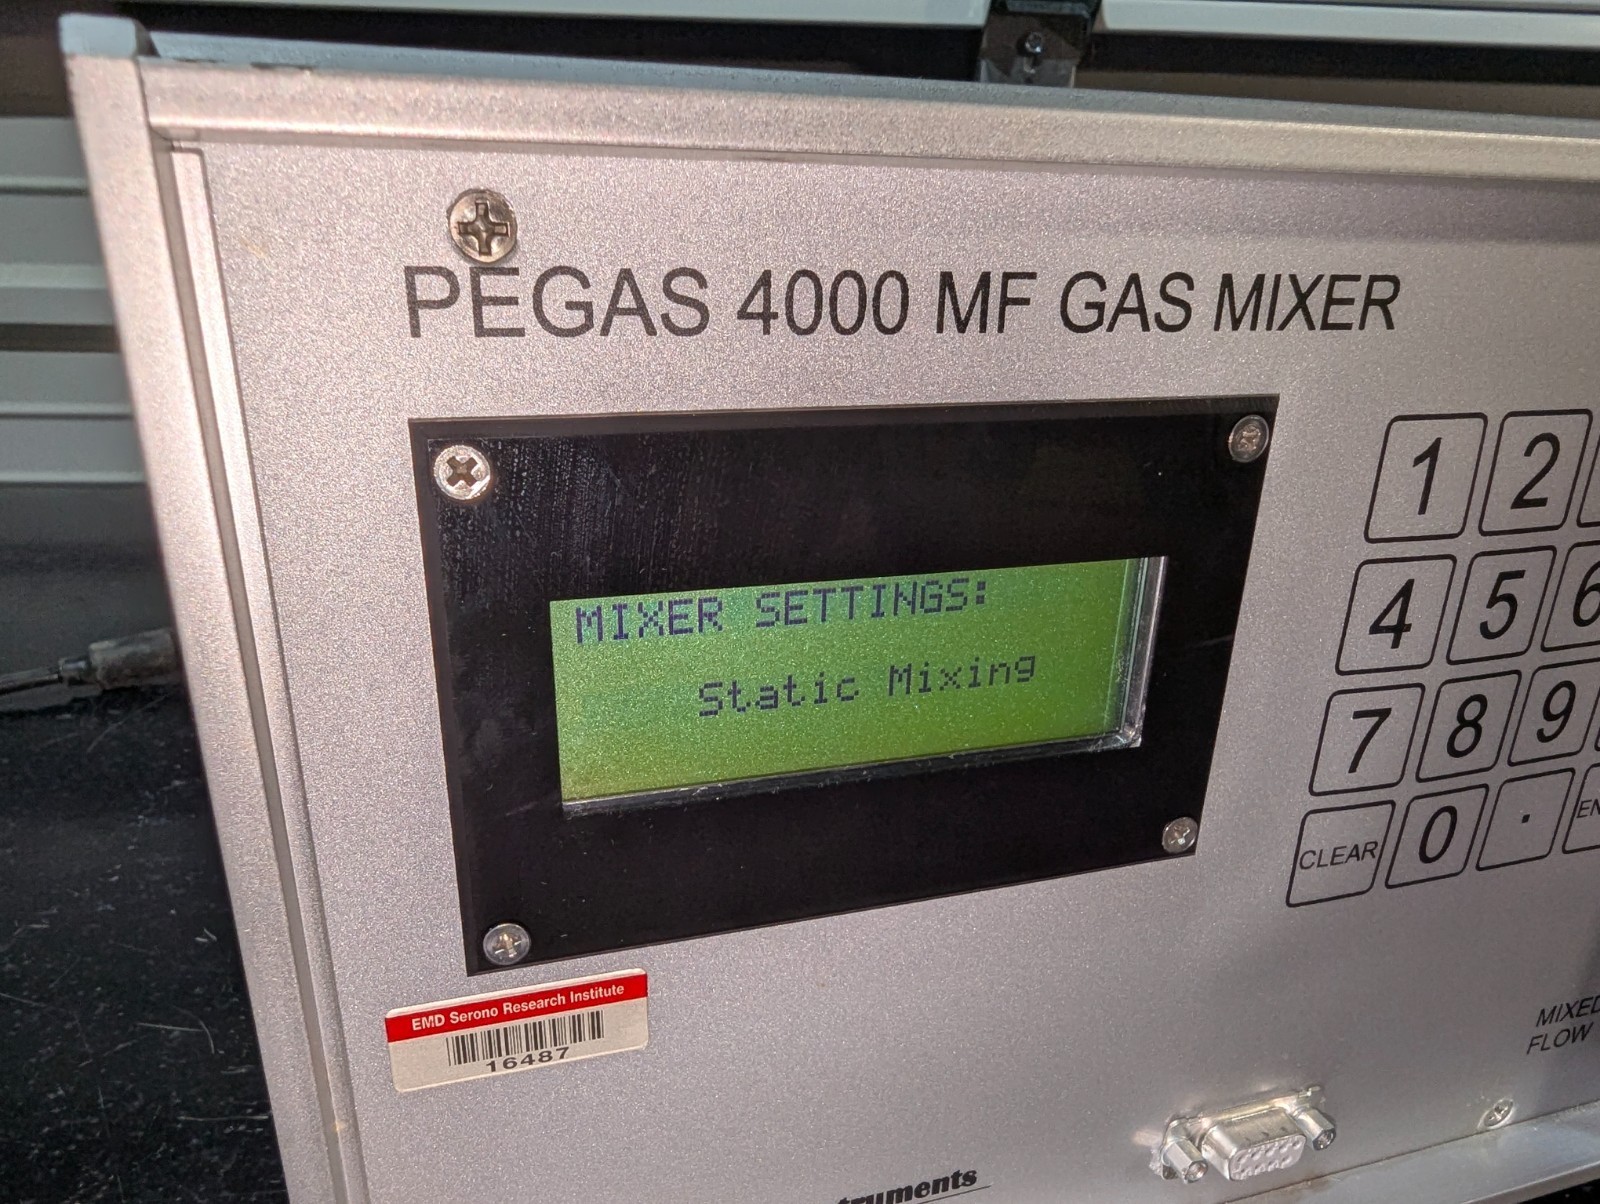 PEGAS 4000 MF GAS MIXER
MIXER SETTINGS:
Static Mixing
1 2
4 5 6
7 8 9
CLEAR 0 .
EMD Serono Research Institute
16487
MIXED
FLOW